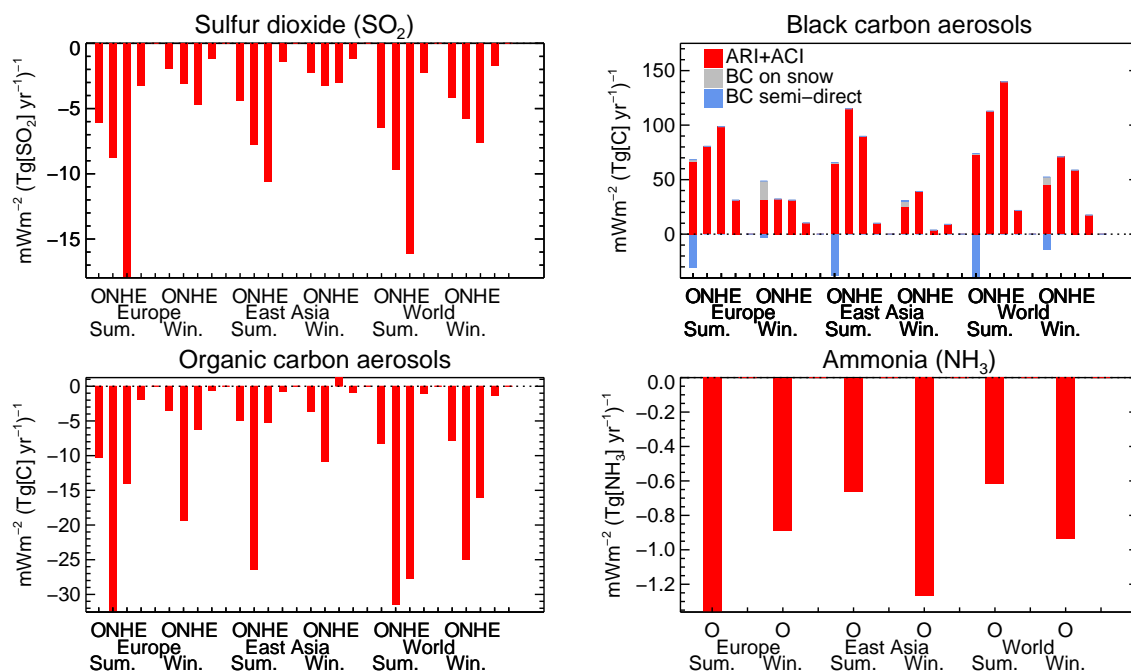 Sulfur dioxide (SO₂)
mWm⁻² (Tg[SO₂] yr⁻¹)⁻¹
0
−5
−10
−15
ONHE ONHE ONHE ONHE ONHE ONHE
Europe East Asia World
Sum. Win. Sum. Win. Sum. Win.
Black carbon aerosols
mWm⁻² (Tg[C] yr⁻¹)⁻¹
ARI+ACI
BC on snow
BC semi−direct
150
100
50
0
ONHE ONHE ONHE ONHE ONHE ONHE
Europe East Asia World
Sum. Win. Sum. Win. Sum. Win.
Organic carbon aerosols
mWm⁻² (Tg[C] yr⁻¹)⁻¹
0
−5
−10
−15
−20
−25
−30
ONHE ONHE ONHE ONHE ONHE ONHE
Europe East Asia World
Sum. Win. Sum. Win. Sum. Win.
Ammonia (NH₃)
mWm⁻² (Tg[NH₃] yr⁻¹)⁻¹
0.0
−0.2
−0.4
−0.6
−0.8
−1.0
−1.2
O O O O O O
Europe East Asia World
Sum. Win. Sum. Win. Sum. Win.